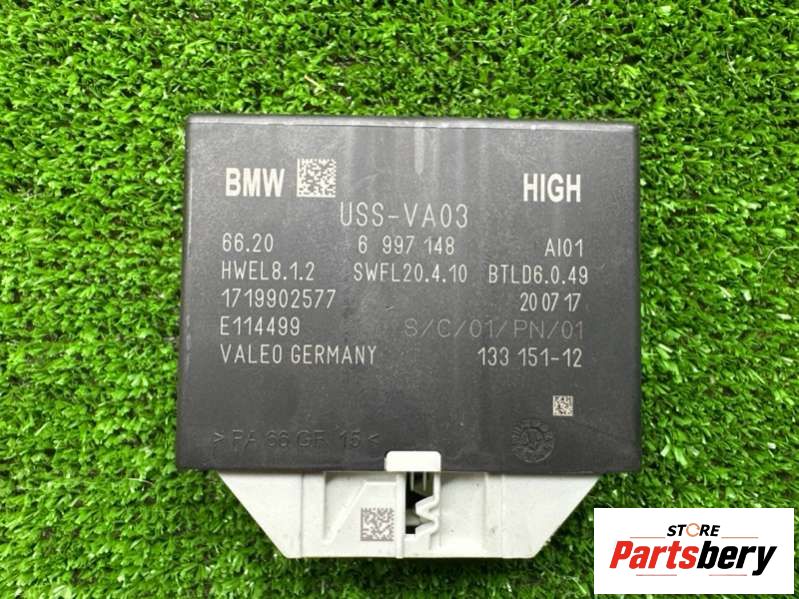 BMW HIGH
USS-VA03
66.20 6 997 148 AI01
HWEL8.1.2 SWFL20.4.10 BTLD6.0.49
1719902577 20 07 17
E114499 S/C/01/PN/01
VALEO GERMANY 133 151-12
>PA 66 GF 15<
STORE
Partsbery